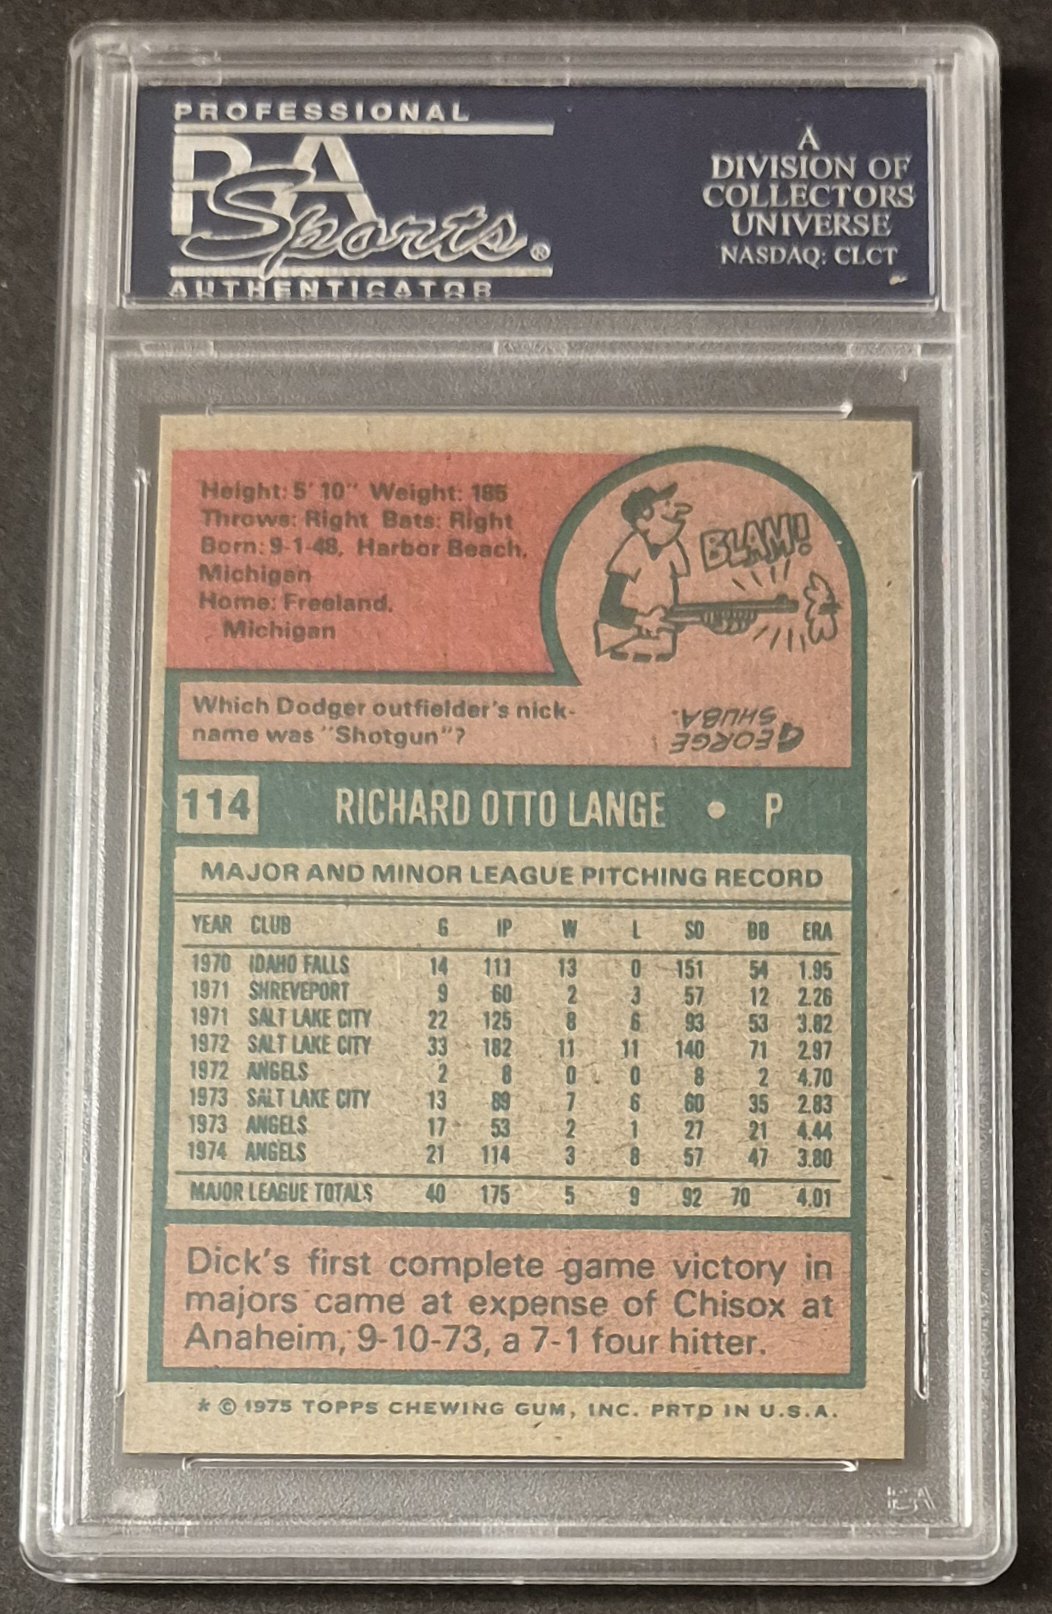 PROFESSIONAL
PSA
Sports®
AUTHENTICATOR
A
DIVISION OF
COLLECTORS
UNIVERSE
NASDAQ: CLCT
Height: 5' 10" Weight: 185
Throws: Right Bats: Right
Born: 9-1-48, Harbor Beach,
Michigan
Home: Freeland,
Michigan
BLAM!
Which Dodger outfielder's nick-
name was "Shotgun"?
GEORGE
SHUBA.
114 RICHARD OTTO LANGE • P
MAJOR AND MINOR LEAGUE PITCHING RECORD
YEAR CLUB G IP W L SO BB ERA
1970 IDAHO FALLS 14 111 13 0 151 54 1.95
1971 SHREVEPORT 9 60 2 3 57 12 2.26
1971 SALT LAKE CITY 22 125 8 6 93 53 3.82
1972 SALT LAKE CITY 33 182 11 11 140 71 2.97
1972 ANGELS 2 8 0 0 8 2 4.70
1973 SALT LAKE CITY 13 89 7 6 60 35 2.83
1973 ANGELS 17 53 2 1 27 21 4.44
1974 ANGELS 21 114 3 8 57 47 3.80
MAJOR LEAGUE TOTALS 40 175 5 9 92 70 4.01
Dick's first complete game victory in
majors came at expense of Chisox at
Anaheim, 9-10-73, a 7-1 four hitter.
* © 1975 TOPPS CHEWING GUM, INC. PRTD IN U.S.A.
PSA